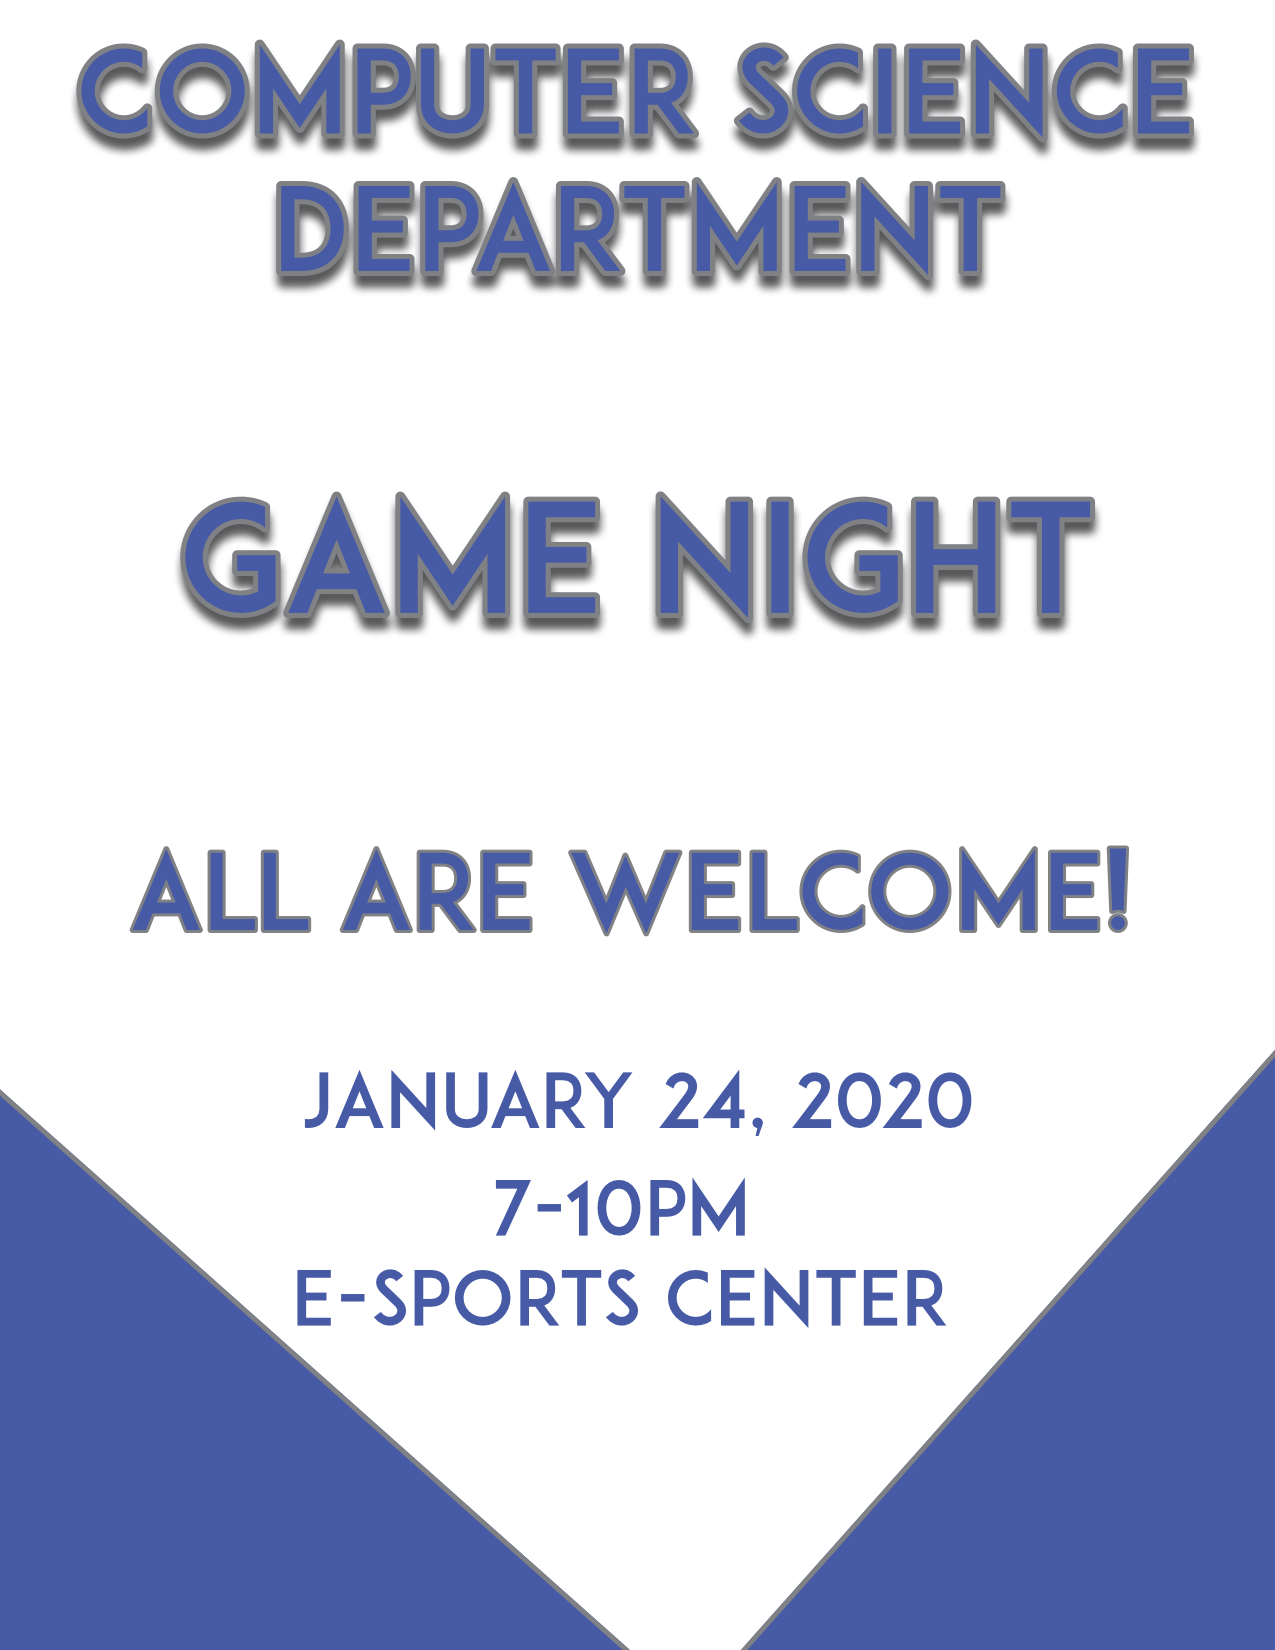 COMPUTER SCIENCE
DEPARTMENT
GAME NIGHT
ALL ARE WELCOME!
JANUARY 24, 2020
7-10PM
E-SPORTS CENTER